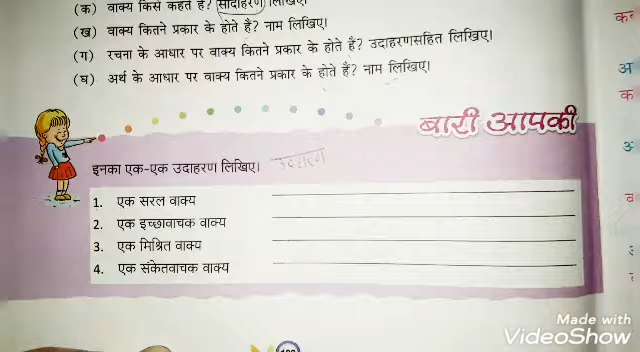 (क) वाक्य किसे कहते हैं? (सोदाहरण) लिखिए।
(ख) वाक्य कितने प्रकार के होते हैं? नाम लिखिए।
(ग) रचना के आधार पर वाक्य कितने प्रकार के होते हैं? उदाहरणसहित लिखिए।
(घ) अर्थ के आधार पर वाक्य कितने प्रकार के होते हैं? नाम लिखिए।
बारी आपकी
इनका एक-एक उदाहरण लिखिए। उदाहरण
1. एक सरल वाक्य
2. एक इच्छावाचक वाक्य
3. एक मिश्रित वाक्य
4. एक संकेतवाचक वाक्य
Made with
VideoShow